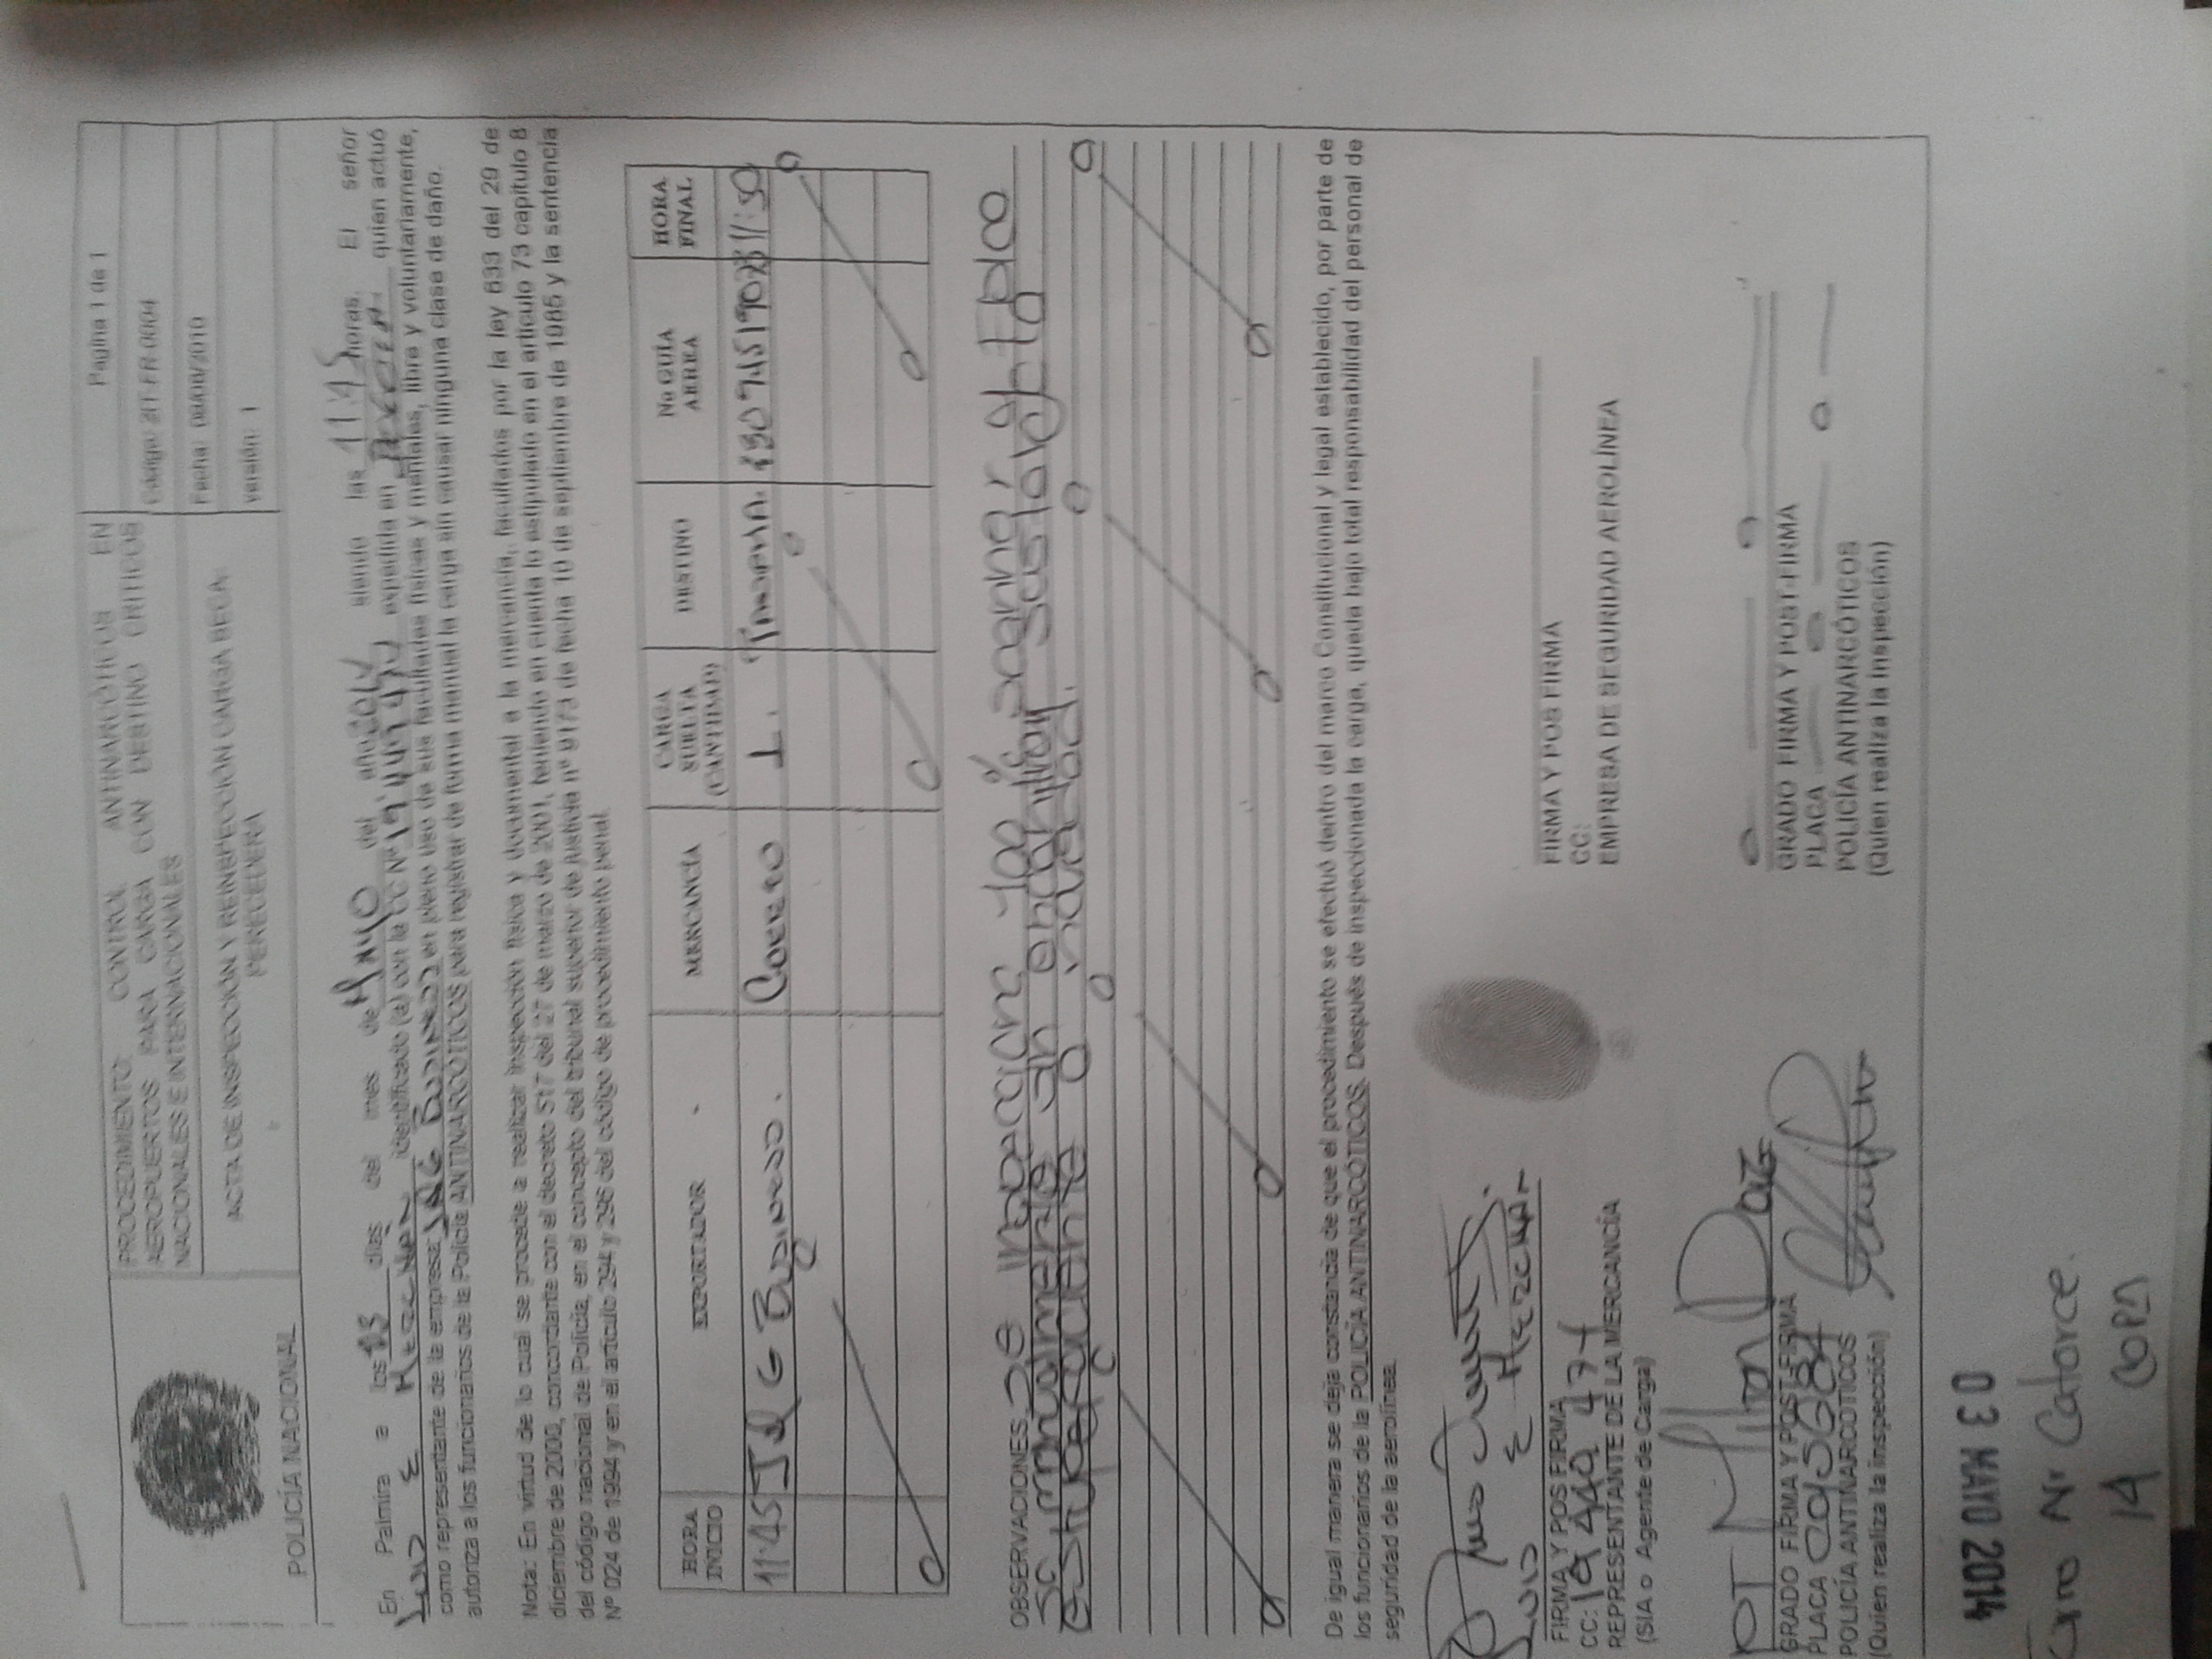 PROCEDIMIENTO: CONTROL ANTINARCÓTICOS EN
AEROPUERTOS PARA CARGA CON DESTINO CRITICOS
NACIONALES E INTERNACIONALES
ACTA DE INSPECCIÓN Y REINSPECCIÓN CARGA SECA
PERECEDERA
POLICÍA NACIONAL
Pagina 1 de 1
Código: 2IT-FR-0004
Fecha: 09/08/2010
versión: 1
En Palmira a los días del mes de Mayo del año 2014 siendo las 11:45 horas. El señor
Luis E Merchan identificado (a) con la CC Nº 19.449.474 expedida en quien actuó
como representante de la empresa: J&G Business en pleno uso de sus facultades físicas y mentales, libre y voluntariamente,
autoriza a los funcionarios de la Policía ANTINARCÓTICOS para registrar de forma manual la carga sin causar ninguna clase de daño.
Nota: En virtud de lo cual se procede a realizar inspección física y documental a la mercancía, facultados por la ley 633 del 29 de
diciembre de 2000, concordante con el decreto 517 del 27 de marzo de 2001, teniendo en cuenta lo estipulado en el artículo 73 capítulo 8
del código nacional de Policía, en el concepto del tribunal superior de justicia nº 9173 de fecha 10 de septiembre de 1985 y la sentencia
Nº 024 de 1994 y en el artículo 294 y 296 del código de procedimiento penal.
HORA INICIO EXPORTADOR MERCANCÍA CARGA SUELTA (CANTIDAD) DESTINO No GUÍA AEREA HORA FINAL
11:45 J&G Business. Correo 1. 11:50
OBSERVACIONES Se inspecciona 100 % scanner y Fisico
manualmente sin encontrar sustancia
estupefaciente o
De igual manera se deja constancia de que el procedimiento se efectuó dentro del marco Constitucional y legal establecido, por parte de
los funcionarios de la POLICÍA ANTINARCÓTICOS. Después de inspeccionada la carga, queda bajo total responsabilidad del personal de
seguridad de la aerolínea.
Luis E Merchan
FIRMA Y POS FIRMA
CC: 19 449 474
REPRESENTANTE DE LA MERCANCÍA
(SIA o Agente de Carga)
FIRMA Y POS FIRMA
CC:
EMPRESA DE SEGURIDAD AEROLÍNEA
PT Milton Diaz
GRADO FIRMA Y POST-FIRMA
PLACA 095684
POLICÍA ANTINARCÓTICOS
(Quien realiza la inspección)
GRADO FIRMA Y POST-FIRMA
PLACA
POLICÍA ANTINARCÓTICOS
(Quien realiza la inspección)
03 MAYO 2014
Nº Catorce.
14 COPA